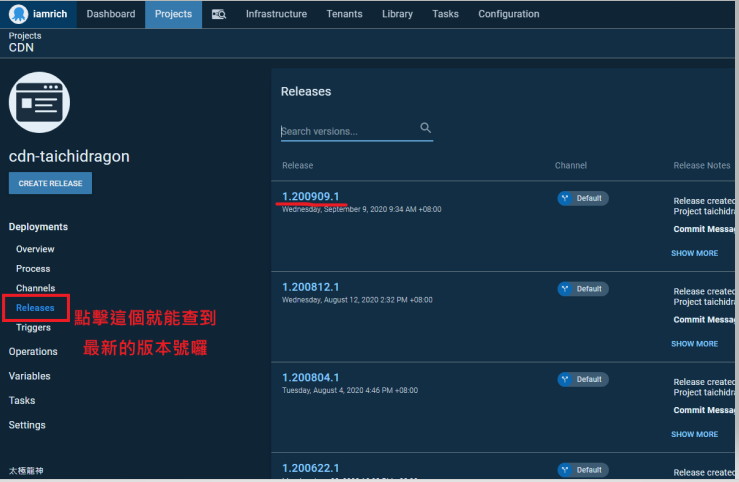 iamrich Dashboard Projects Infrastructure Tenants Library Tasks Configuration
Projects
CDN
cdn-taichidragon
CREATE RELEASE
Deployments
Overview
Process
Channels
Releases
Triggers
Operations
Variables
Tasks
Settings
太極龍神
點擊這個就能查到
最新的版本號囉
Releases
Search versions...
Release Channel Release Notes
1.200909.1 Default Release created
Wednesday, September 9, 2020 9:34 AM +08:00 Project taichidr
Commit Messag
SHOW MORE
1.200812.1 Default Release created
Wednesday, August 12, 2020 2:32 PM +08:00 Project taichidr
Commit Messag
SHOW MORE
1.200804.1 Default Release created
Tuesday, August 4, 2020 4:46 PM +08:00 Project taichidr
Commit Messag
SHOW MORE
1.200622.1 Default Release created